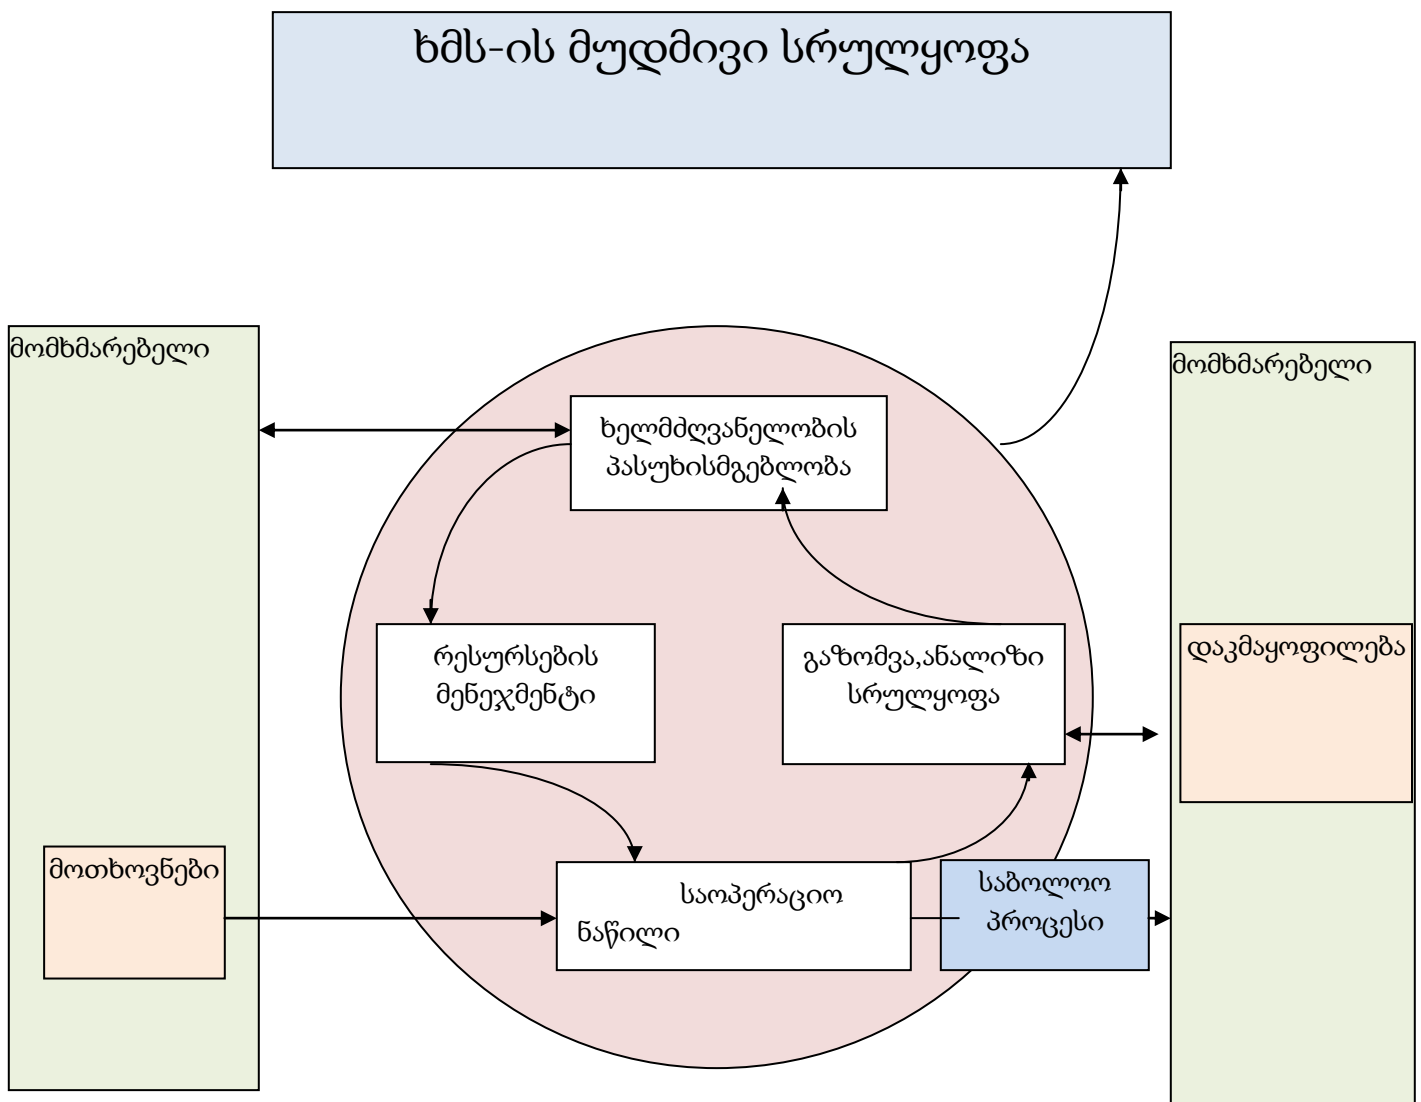 ხმს-ის მუდმივი სრულყოფა
მომხმარებელი
მომხმარებელი
ხელმძღვანელობის
პასუხისმგებლობა
რესურსების
მენეჯმენტი
გაზომვა,ანალიზი
სრულყოფა
დაკმაყოფილება
მოთხოვნები
საოპერაციო
ნაწილი
საბოლოო
პროცესი